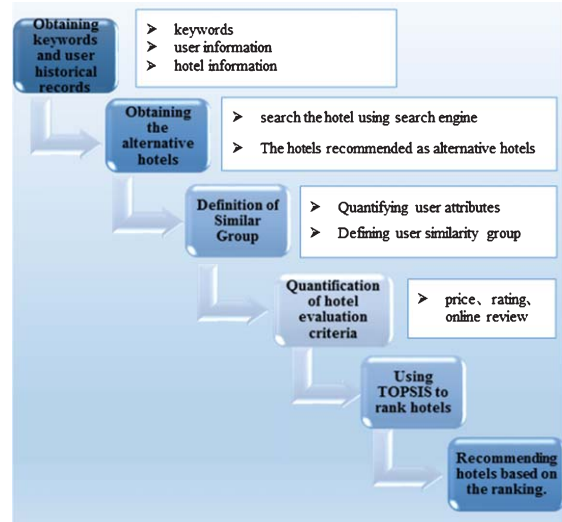 Obtaining
keywords
and user
historical
records
➤ keywords
➤ user information
➤ hotel information
Obtaining
the
alternative
hotels
➤ search the hotel using search engine
➤ The hotels recommended as alternative hotels
Definition of
Similar
Group
➤ Quantifying user attributes
➤ Defining user similarity group
Quantification
of hotel
evaluation
criteria
➤ price、rating、
online review
Using
TOPSIS to
rank hotels
Recommending
hotels based on
the ranking.